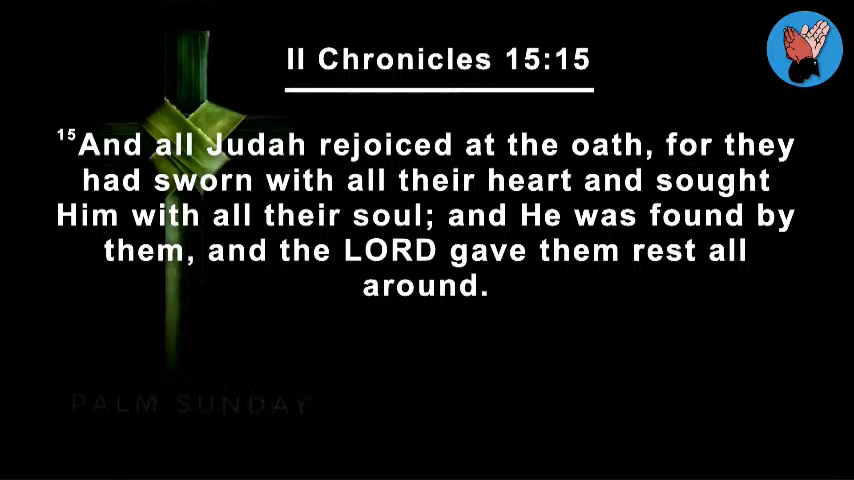 II Chronicles 15:15
15And all Judah rejoiced at the oath, for they
had sworn with all their heart and sought
Him with all their soul; and He was found by
them, and the LORD gave them rest all
around.
PALM SUNDAY